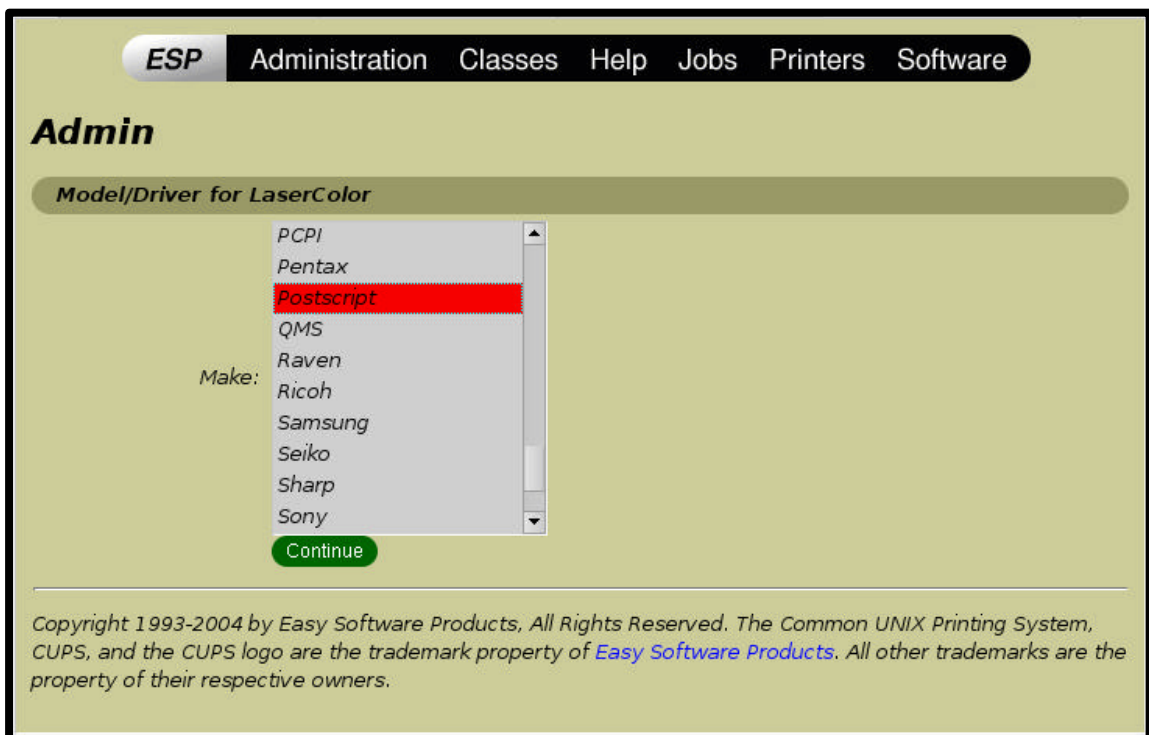 ESP Administration Classes Help Jobs Printers Software
Admin
Model/Driver for LaserColor
PCPI
Pentax
Postscript
QMS
Raven
Make:
Ricoh
Samsung
Seiko
Sharp
Sony
Continue
Copyright 1993-2004 by Easy Software Products, All Rights Reserved. The Common UNIX Printing System,
CUPS, and the CUPS logo are the trademark property of Easy Software Products. All other trademarks are the
property of their respective owners.